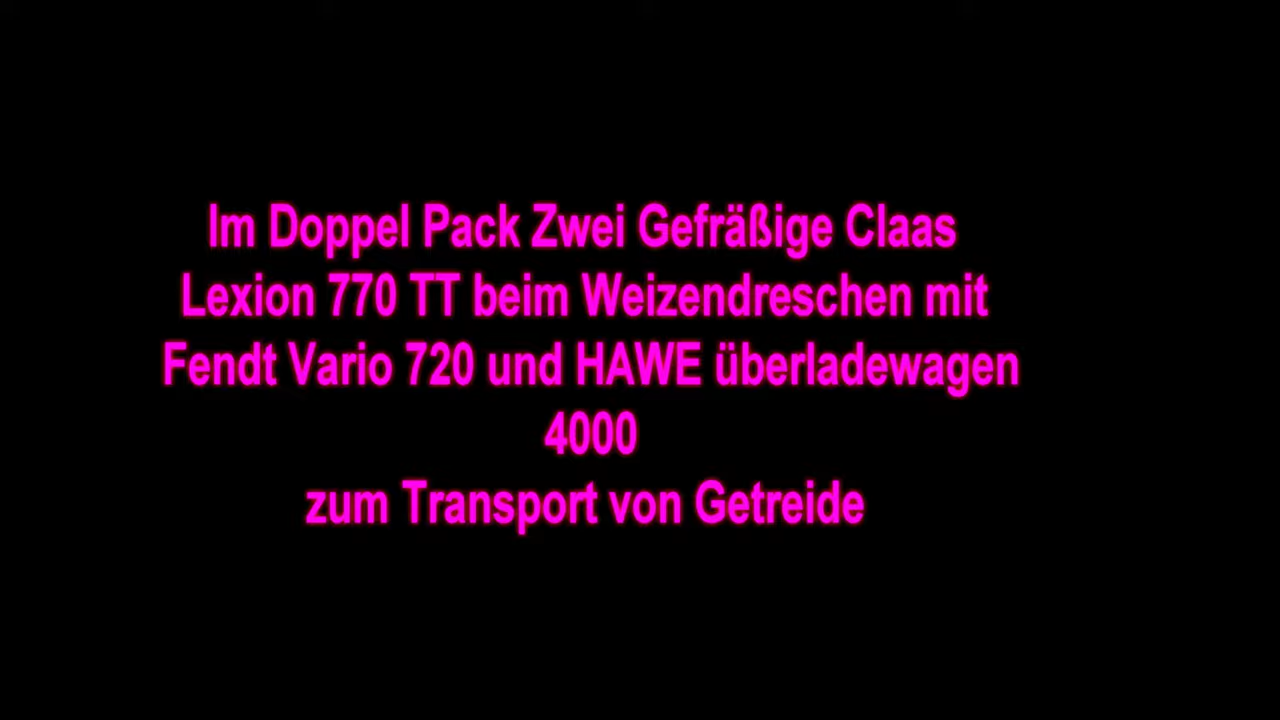 Im Doppel Pack Zwei Gefräßige Claas
Lexion 770 TT beim Weizendreschen mit
Fendt Vario 720 und HAWE überladewagen
4000
zum Transport von Getreide